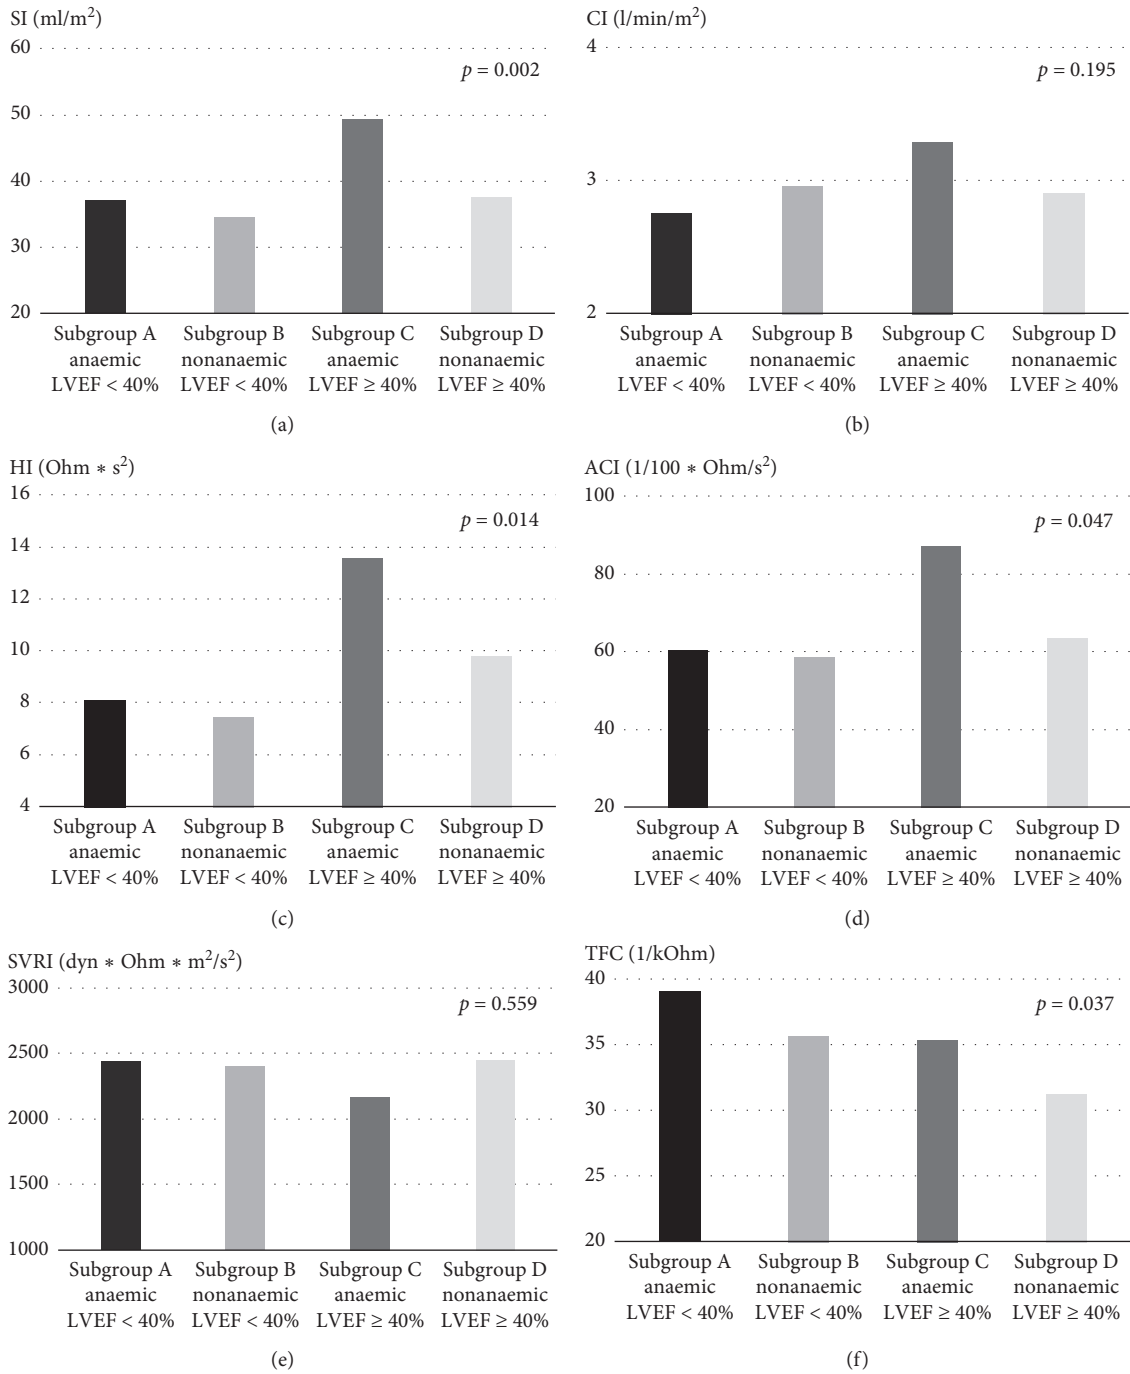 SI (ml/m²)
60
50
40
30
20
p = 0.002
Subgroup A
anaemic
LVEF < 40%
Subgroup B
nonanaemic
LVEF < 40%
Subgroup C
anaemic
LVEF ≥ 40%
Subgroup D
nonanaemic
LVEF ≥ 40%
(a)
CI (l/min/m²)
4
3
2
p = 0.195
Subgroup A
anaemic
LVEF < 40%
Subgroup B
nonanaemic
LVEF < 40%
Subgroup C
anaemic
LVEF ≥ 40%
Subgroup D
nonanaemic
LVEF ≥ 40%
(b)
HI (Ohm ∗ s²)
16
14
12
10
8
6
4
p = 0.014
Subgroup A
anaemic
LVEF < 40%
Subgroup B
nonanaemic
LVEF < 40%
Subgroup C
anaemic
LVEF ≥ 40%
Subgroup D
nonanaemic
LVEF ≥ 40%
(c)
ACI (1/100 ∗ Ohm/s²)
100
80
60
40
20
p = 0.047
Subgroup A
anaemic
LVEF < 40%
Subgroup B
nonanaemic
LVEF < 40%
Subgroup C
anaemic
LVEF ≥ 40%
Subgroup D
nonanaemic
LVEF ≥ 40%
(d)
SVRI (dyn ∗ Ohm ∗ m²/s²)
3000
2500
2000
1500
1000
p = 0.559
Subgroup A
anaemic
LVEF < 40%
Subgroup B
nonanaemic
LVEF < 40%
Subgroup C
anaemic
LVEF ≥ 40%
Subgroup D
nonanaemic
LVEF ≥ 40%
(e)
TFC (1/kOhm)
40
35
30
25
20
p = 0.037
Subgroup A
anaemic
LVEF < 40%
Subgroup B
nonanaemic
LVEF < 40%
Subgroup C
anaemic
LVEF ≥ 40%
Subgroup D
nonanaemic
LVEF ≥ 40%
(f)